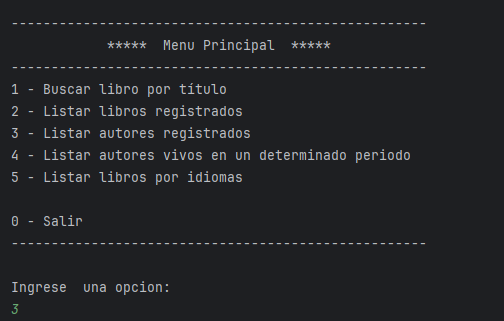 ----------------------------------------------------
***** Menu Principal *****
----------------------------------------------------
1 - Buscar libro por título
2 - Listar libros registrados
3 - Listar autores registrados
4 - Listar autores vivos en un determinado periodo
5 - Listar libros por idiomas
0 - Salir
----------------------------------------------------
Ingrese  una opcion:
3